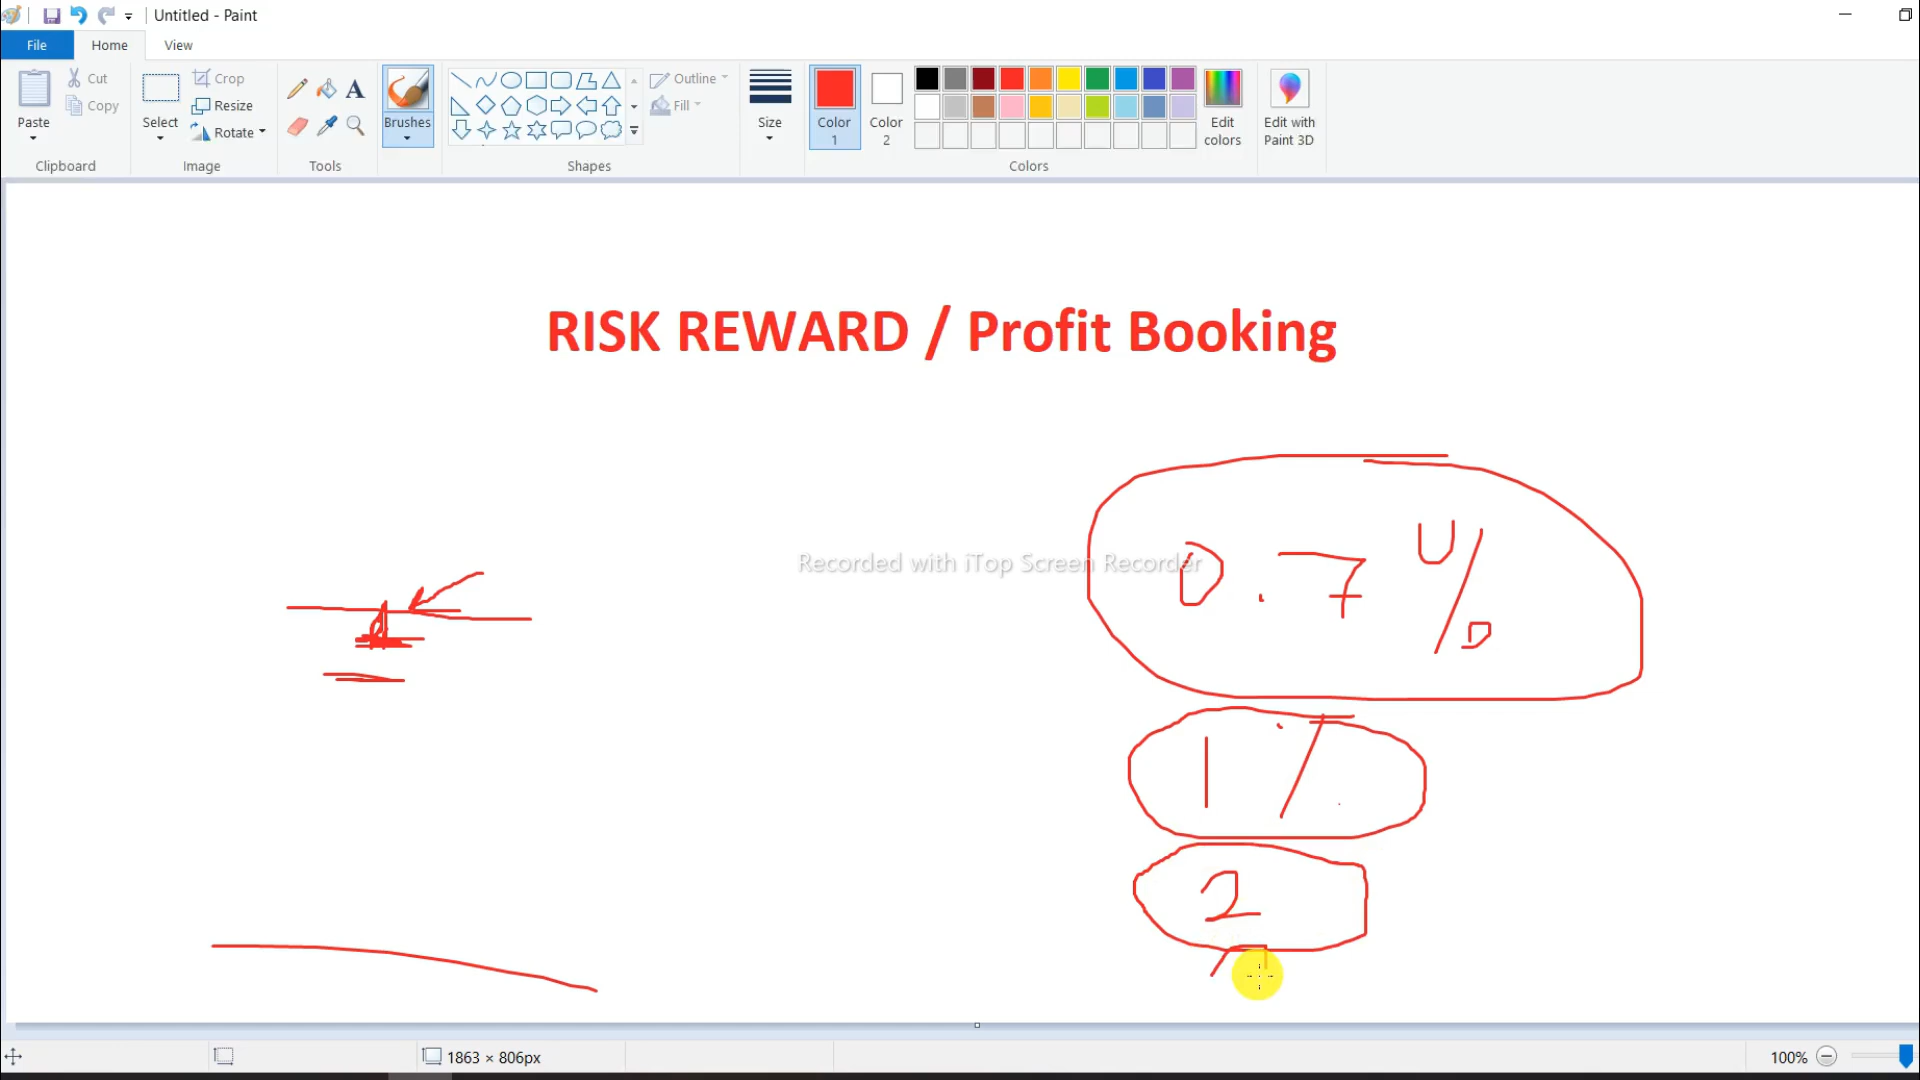 Untitled - Paint
File Home View
Paste
Cut
Copy
Clipboard
Select
Crop
Resize
Rotate
Image
Tools
Brushes
Shapes
Outline
Fill
Size
Color 1
Color 2
Edit colors
Edit with Paint 3D
Colors
RISK REWARD / Profit Booking
Recorded with iTop Screen Recorder
0.7 %
1 %
2
1863 × 806px
100%